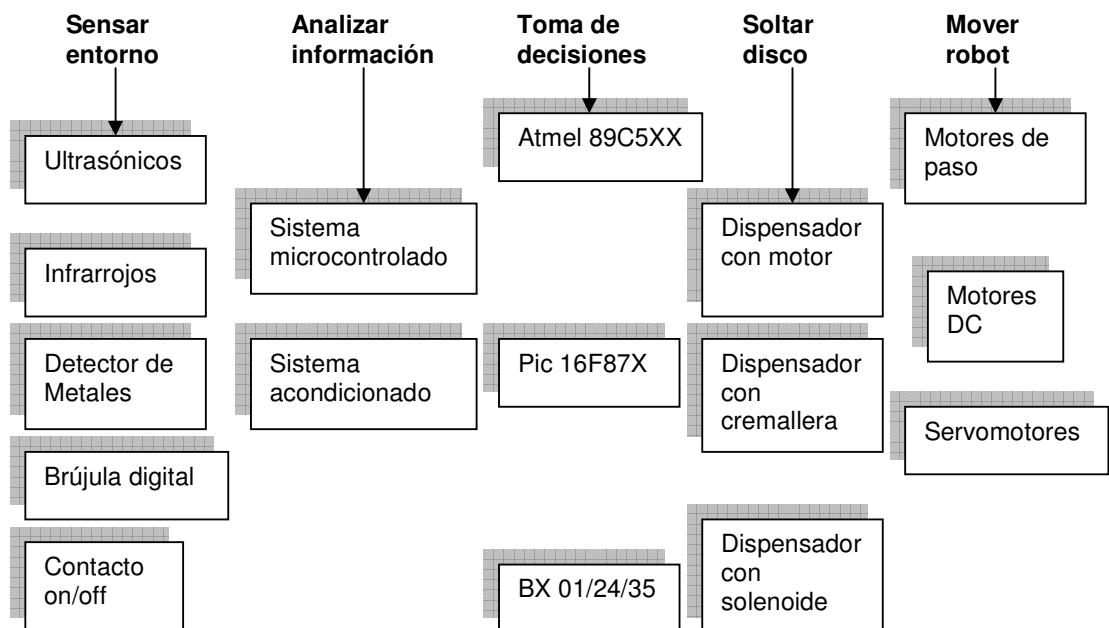 Sensar
entorno
Analizar
información
Toma de
decisiones
Soltar
disco
Mover
robot
Ultrasónicos
Infrarrojos
Detector de
Metales
Brújula digital
Contacto
on/off
Sistema
microcontrolado
Sistema
acondicionado
Atmel 89C5XX
Pic 16F87X
BX 01/24/35
Dispensador
con motor
Dispensador
con
cremallera
Dispensador
con
solenoide
Motores de
paso
Motores
DC
Servomotores